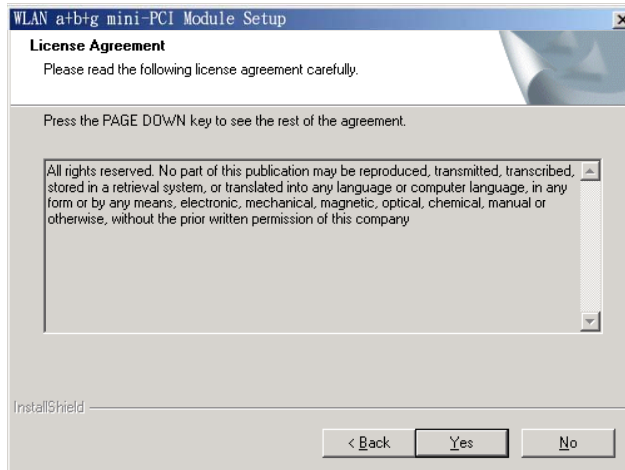 WLAN a+b+g mini-PCI Module Setup
License Agreement
Please read the following license agreement carefully.
Press the PAGE DOWN key to see the rest of the agreement.
All rights reserved. No part of this publication may be reproduced, transmitted, transcribed,
stored in a retrieval system, or translated into any language or computer language, in any
form or by any means, electronic, mechanical, magnetic, optical, chemical, manual or
otherwise, without the prior written permission of this company
InstallShield
< Back
Yes
No